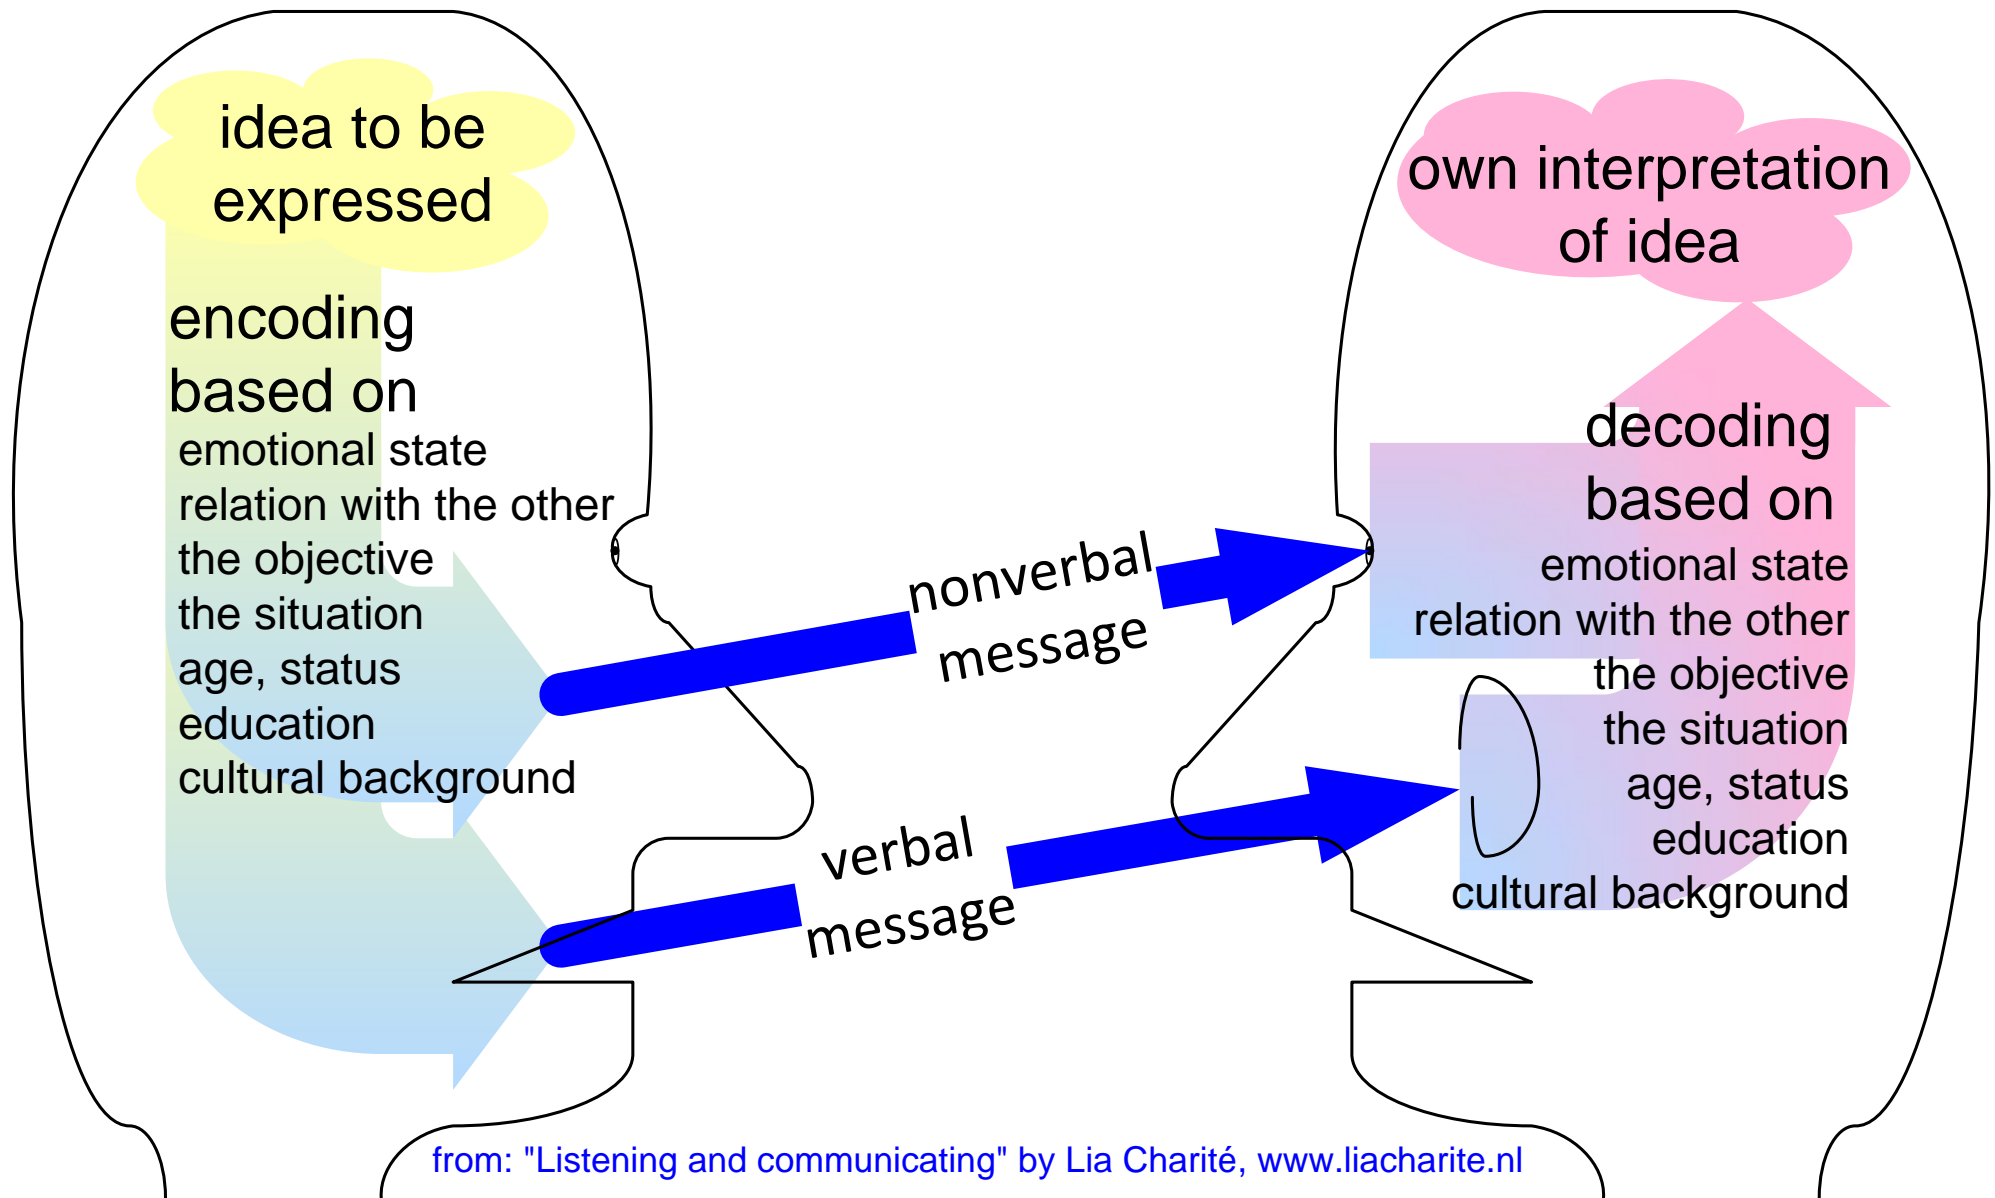 idea to be
expressed
encoding
based on
emotional state
relation with the other
the objective
the situation
age, status
education
cultural background
nonverbal
message
verbal
message
own interpretation
of idea
decoding
based on
emotional state
relation with the other
the objective
the situation
age, status
education
cultural background
from: "Listening and communicating" by Lia Charité, www.liacharite.nl